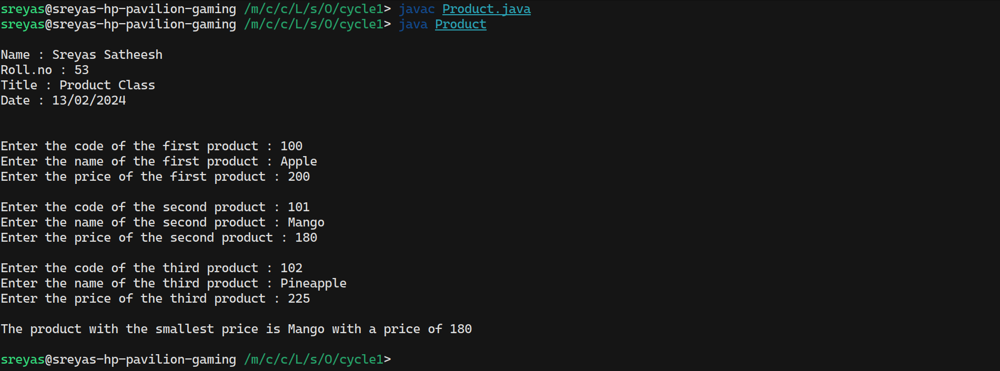 sreyas@sreyas-hp-pavilion-gaming /m/c/c/L/s/O/cycle1> javac Product.java
sreyas@sreyas-hp-pavilion-gaming /m/c/c/L/s/O/cycle1> java Product
Name : Sreyas Satheesh
Roll.no : 53
Title : Product Class
Date : 13/02/2024
Enter the code of the first product : 100
Enter the name of the first product : Apple
Enter the price of the first product : 200
Enter the code of the second product : 101
Enter the name of the second product : Mango
Enter the price of the second product : 180
Enter the code of the third product : 102
Enter the name of the third product : Pineapple
Enter the price of the third product : 225
The product with the smallest price is Mango with a price of 180
sreyas@sreyas-hp-pavilion-gaming /m/c/c/L/s/O/cycle1>